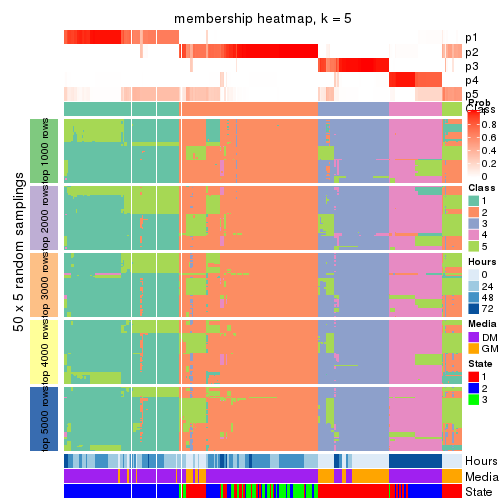 membership heatmap, k = 5
p1
p2
p3
p4
p5
Class
Prob
1
0.8
0.6
0.4
0.2
0
Class
1
2
3
4
5
Hours
0
24
48
72
Media
DM
GM
State
1
2
3
50 x 5 random samplings
top 1000 rows
top 2000 rows
top 3000 rows
top 4000 rows
top 5000 rows
Hours
Media
State